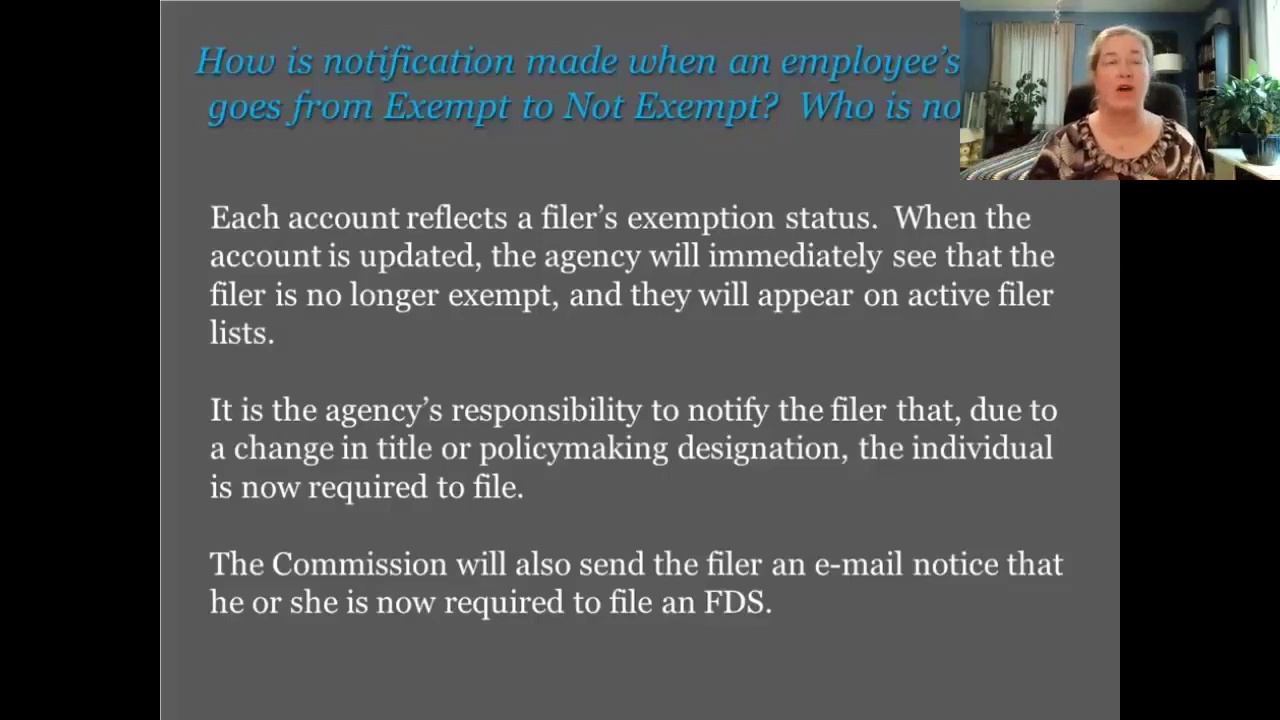 How is notification made when an employee’s
goes from Exempt to Not Exempt?  Who is no
Each account reflects a filer’s exemption status.  When the
account is updated, the agency will immediately see that the
filer is no longer exempt, and they will appear on active filer
lists.
It is the agency’s responsibility to notify the filer that, due to
a change in title or policymaking designation, the individual
is now required to file.
The Commission will also send the filer an e-mail notice that
he or she is now required to file an FDS.